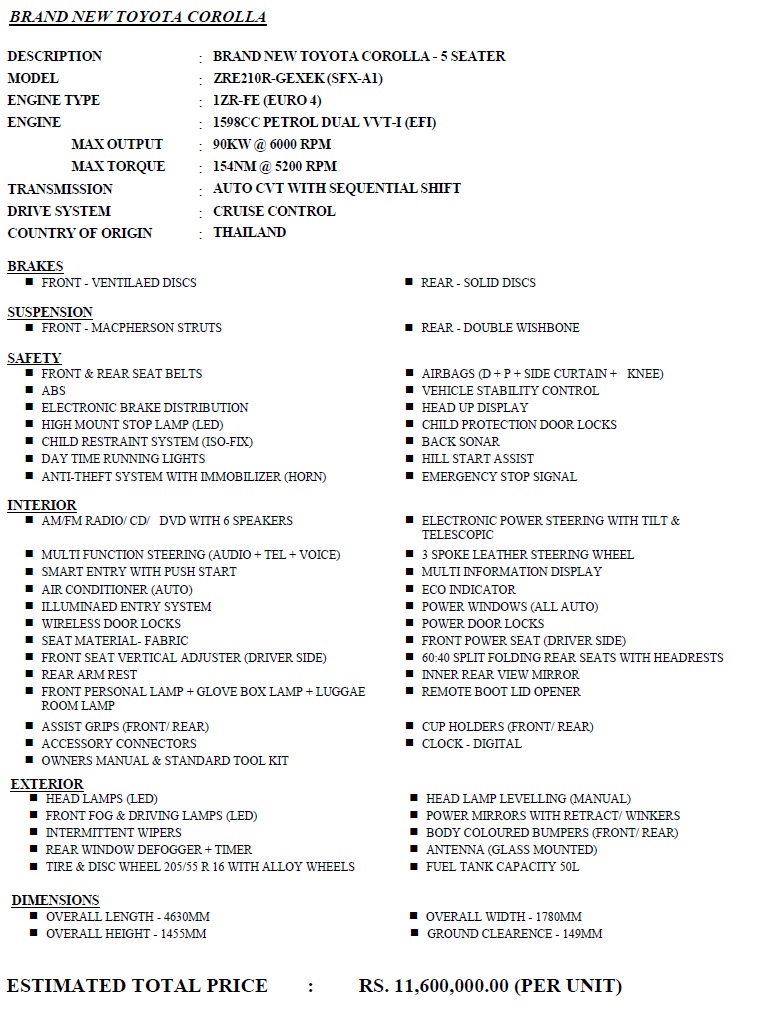 BRAND NEW TOYOTA COROLLA
DESCRIPTION : BRAND NEW TOYOTA COROLLA - 5 SEATER
MODEL : ZRE210R-GEXEK (SFX-A1)
ENGINE TYPE : 1ZR-FE (EURO 4)
ENGINE : 1598CC PETROL DUAL VVT-I (EFI)
MAX OUTPUT : 90KW @ 6000 RPM
MAX TORQUE : 154NM @ 5200 RPM
TRANSMISSION : AUTO CVT WITH SEQUENTIAL SHIFT
DRIVE SYSTEM : CRUISE CONTROL
COUNTRY OF ORIGIN : THAILAND
BRAKES
■ FRONT - VENTILAED DISCS ■ REAR - SOLID DISCS
SUSPENSION
■ FRONT - MACPHERSON STRUTS ■ REAR - DOUBLE WISHBONE
SAFETY
■ FRONT & REAR SEAT BELTS ■ AIRBAGS (D + P + SIDE CURTAIN + KNEE)
■ ABS ■ VEHICLE STABILITY CONTROL
■ ELECTRONIC BRAKE DISTRIBUTION ■ HEAD UP DISPLAY
■ HIGH MOUNT STOP LAMP (LED) ■ CHILD PROTECTION DOOR LOCKS
■ CHILD RESTRAINT SYSTEM (ISO-FIX) ■ BACK SONAR
■ DAY TIME RUNNING LIGHTS ■ HILL START ASSIST
■ ANTI-THEFT SYSTEM WITH IMMOBILIZER (HORN) ■ EMERGENCY STOP SIGNAL
INTERIOR
■ AM/FM RADIO/ CD/ DVD WITH 6 SPEAKERS ■ ELECTRONIC POWER STEERING WITH TILT &
TELESCOPIC
■ MULTI FUNCTION STEERING (AUDIO + TEL + VOICE) ■ 3 SPOKE LEATHER STEERING WHEEL
■ SMART ENTRY WITH PUSH START ■ MULTI INFORMATION DISPLAY
■ AIR CONDITIONER (AUTO) ■ ECO INDICATOR
■ ILLUMINAED ENTRY SYSTEM ■ POWER WINDOWS (ALL AUTO)
■ WIRELESS DOOR LOCKS ■ POWER DOOR LOCKS
■ SEAT MATERIAL- FABRIC ■ FRONT POWER SEAT (DRIVER SIDE)
■ FRONT SEAT VERTICAL ADJUSTER (DRIVER SIDE) ■ 60:40 SPLIT FOLDING REAR SEATS WITH HEADRESTS
■ REAR ARM REST ■ INNER REAR VIEW MIRROR
■ FRONT PERSONAL LAMP + GLOVE BOX LAMP + LUGGAE ■ REMOTE BOOT LID OPENER
ROOM LAMP
■ ASSIST GRIPS (FRONT/ REAR) ■ CUP HOLDERS (FRONT/ REAR)
■ ACCESSORY CONNECTORS ■ CLOCK - DIGITAL
■ OWNERS MANUAL & STANDARD TOOL KIT
EXTERIOR
■ HEAD LAMPS (LED) ■ HEAD LAMP LEVELLING (MANUAL)
■ FRONT FOG & DRIVING LAMPS (LED) ■ POWER MIRRORS WITH RETRACT/ WINKERS
■ INTERMITTENT WIPERS ■ BODY COLOURED BUMPERS (FRONT/ REAR)
■ REAR WINDOW DEFOGGER + TIMER ■ ANTENNA (GLASS MOUNTED)
■ TIRE & DISC WHEEL 205/55 R 16 WITH ALLOY WHEELS ■ FUEL TANK CAPACITY 50L
DIMENSIONS
■ OVERALL LENGTH - 4630MM ■ OVERALL WIDTH - 1780MM
■ OVERALL HEIGHT - 1455MM ■ GROUND CLEARENCE - 149MM
ESTIMATED TOTAL PRICE : RS. 11,600,000.00 (PER UNIT)